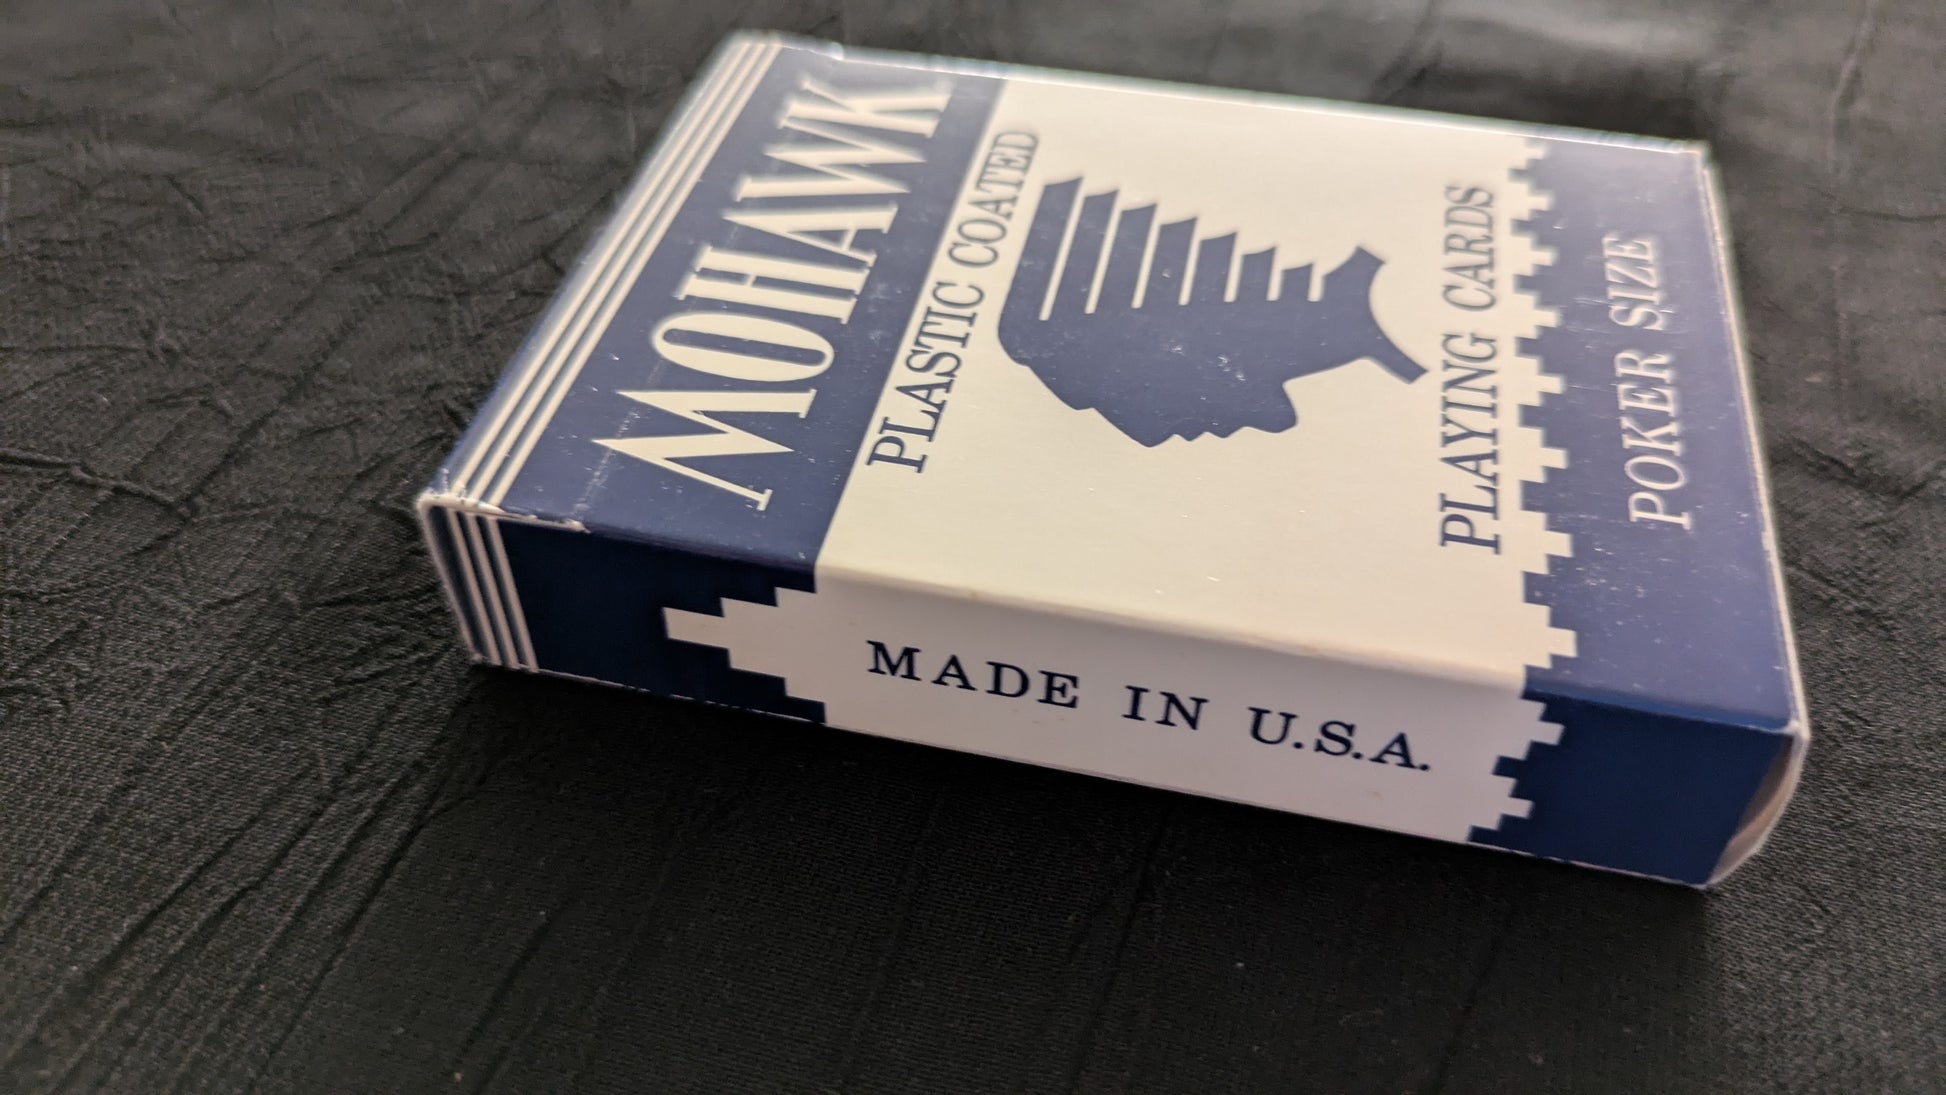 MOHAWK
PLASTIC COATED
PLAYING CARDS
POKER SIZE
MADE IN U.S.A.